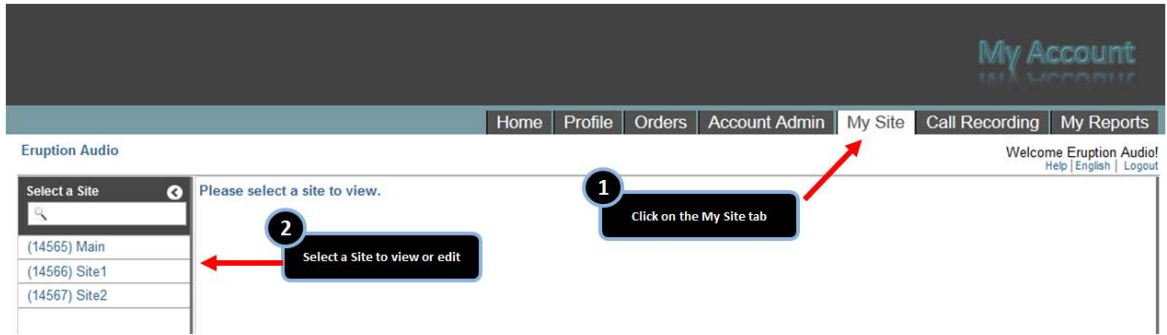 My Account
Home Profile Orders Account Admin My Site Call Recording My Reports
Eruption Audio
Welcome Eruption Audio!
Help | English | Logout
Select a Site
Please select a site to view.
1
Click on the My Site tab
2
Select a Site to view or edit
(14565) Main
(14566) Site1
(14567) Site2